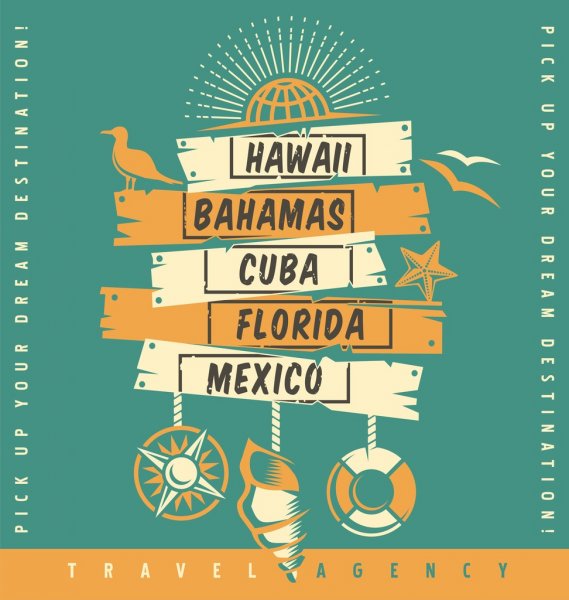 PICK UP YOUR DREAM DESTINATION!
HAWAII
BAHAMAS
CUBA
FLORIDA
MEXICO
PICK UP YOUR DREAM DESTINATION!
TRAVEL AGENCY